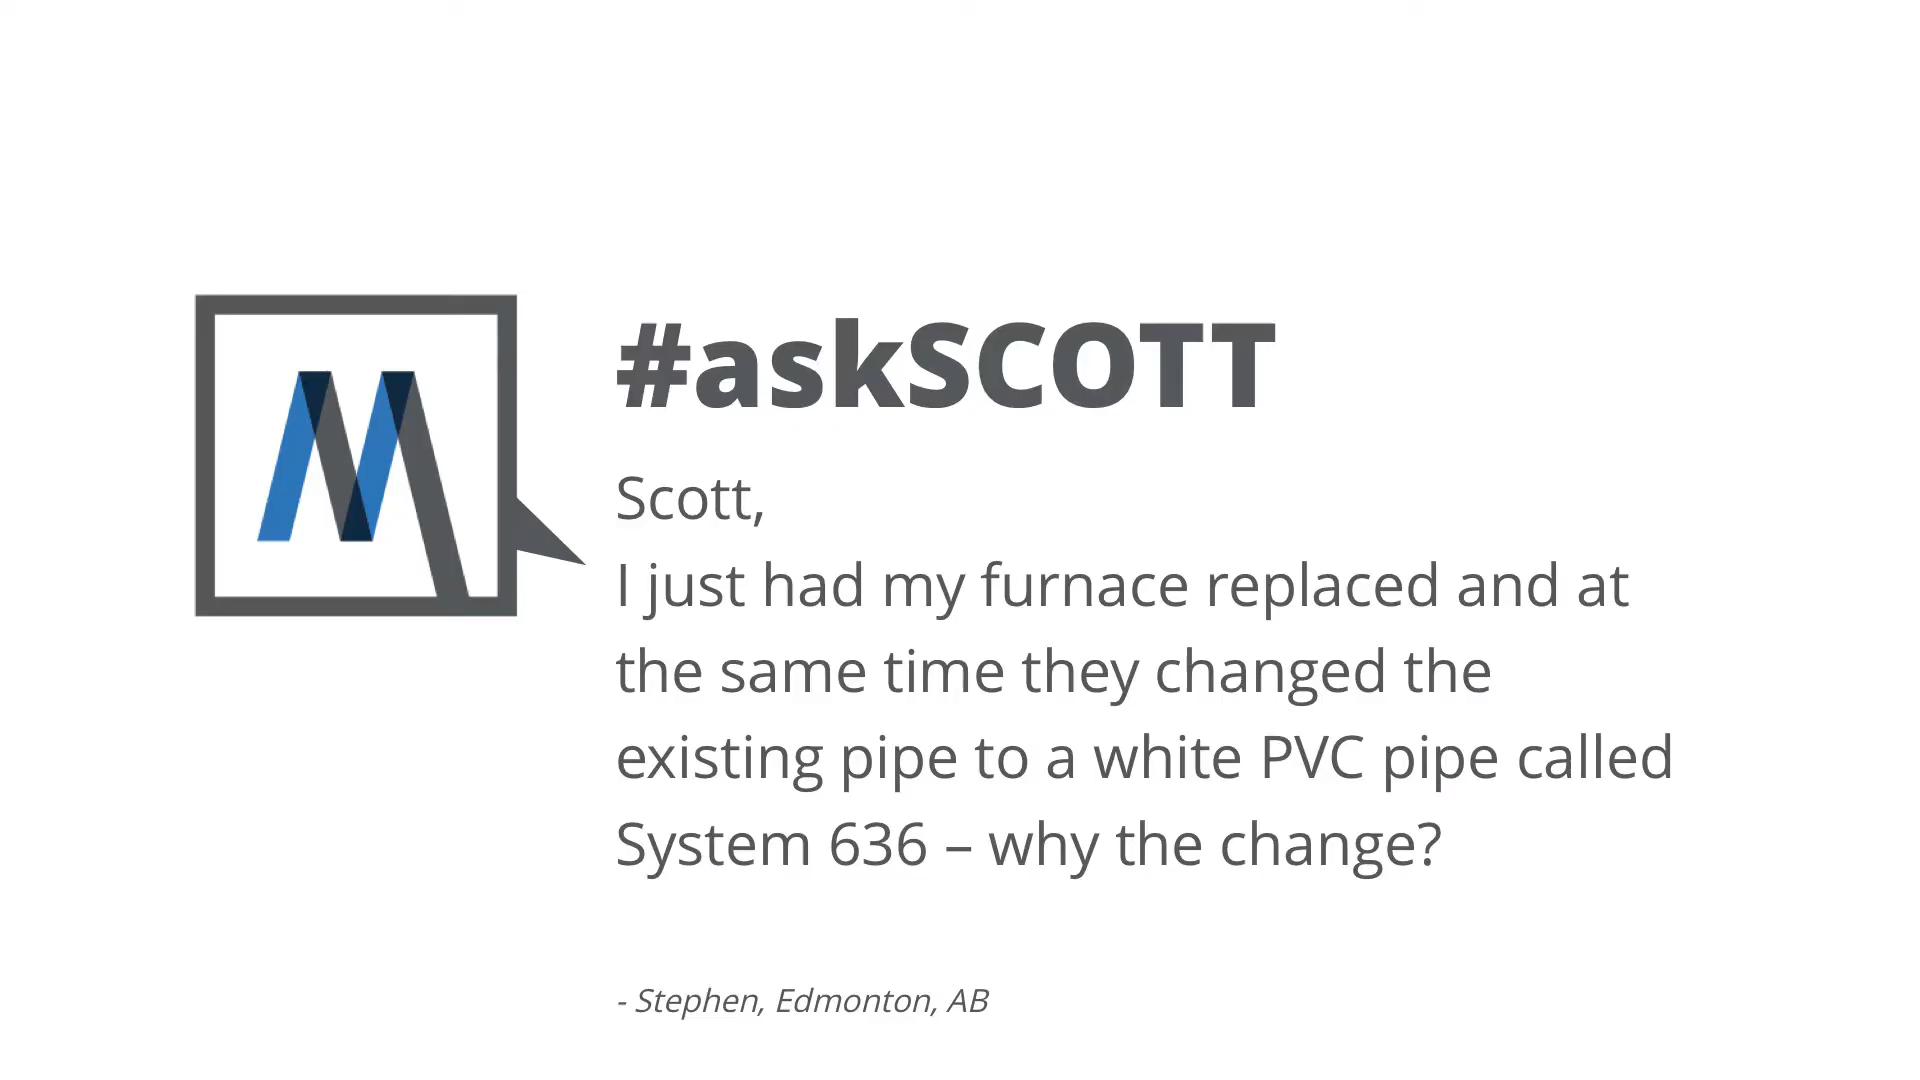 #askSCOTT
Scott,
I just had my furnace replaced and at
the same time they changed the
existing pipe to a white PVC pipe called
System 636 – why the change?
- Stephen, Edmonton, AB